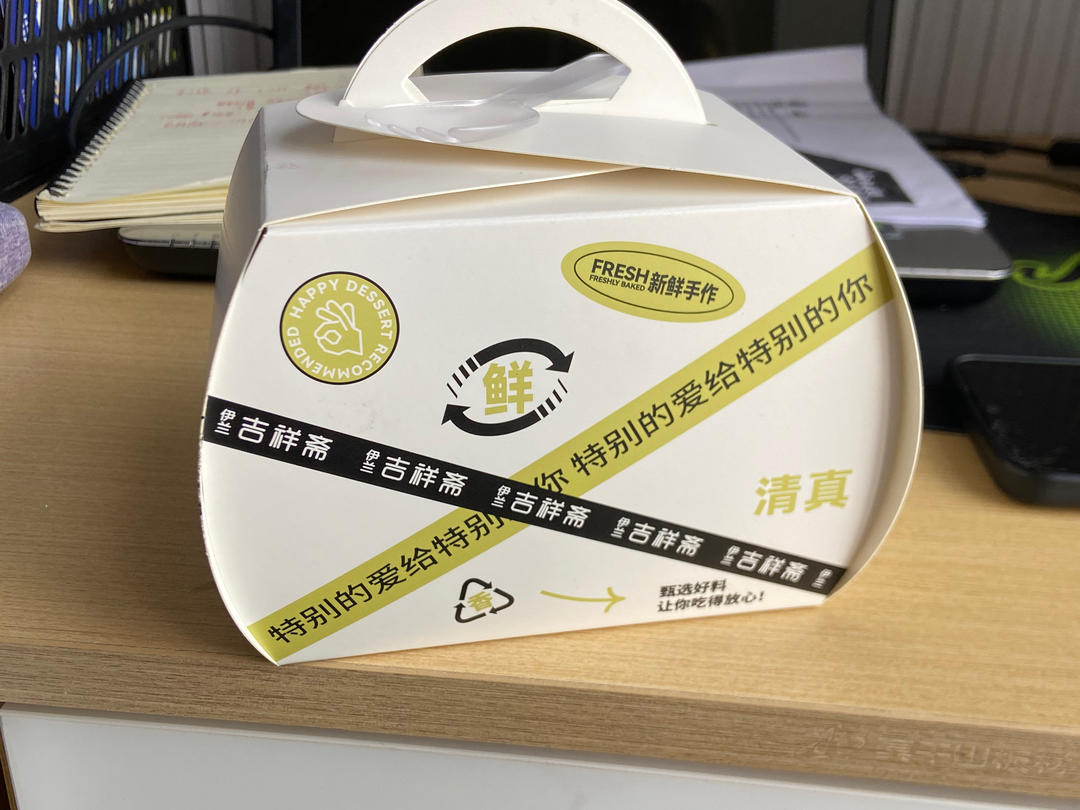 FRESH新鲜手作
FRESHLY BAKED
HAPPY DESSERT RECOMMENDED
鲜
特别的爱给特别的你 特别的爱给特别的你
伊兰 吉祥斋 伊兰 吉祥斋 伊兰 吉祥斋 伊兰 吉祥斋 伊兰 吉祥斋 伊兰
清真
香
甄选好料
让你吃得放心!